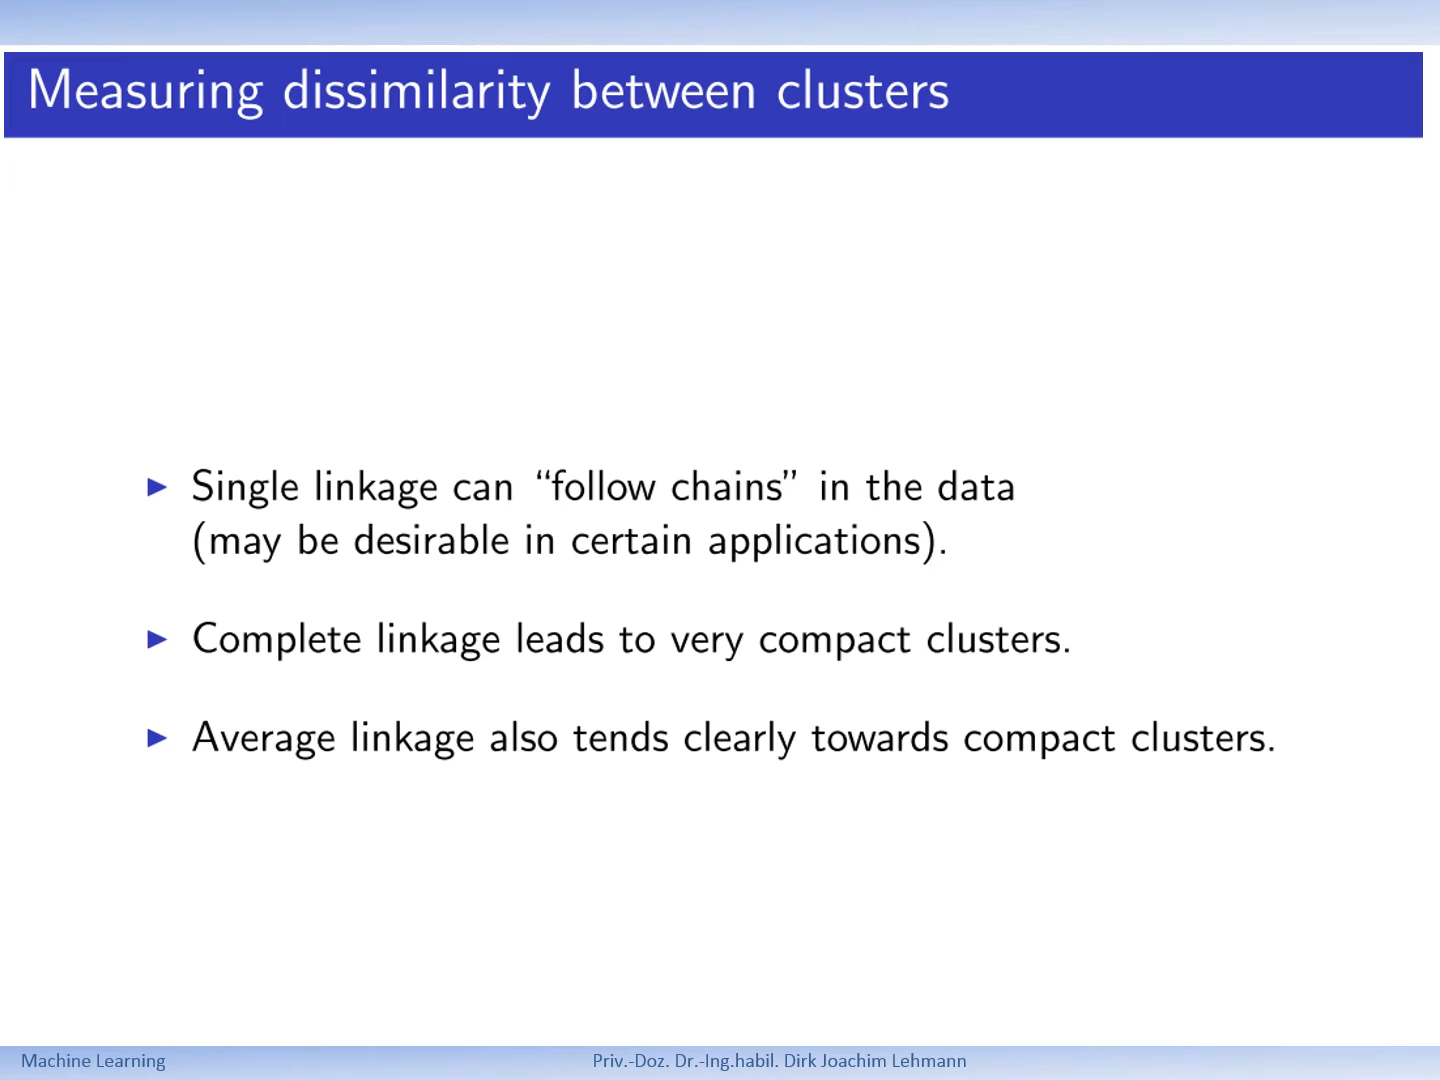 Measuring dissimilarity between clusters
▶ Single linkage can “follow chains” in the data
(may be desirable in certain applications).
▶ Complete linkage leads to very compact clusters.
▶ Average linkage also tends clearly towards compact clusters.
Machine Learning
Priv.-Doz. Dr.-Ing.habil. Dirk Joachim Lehmann